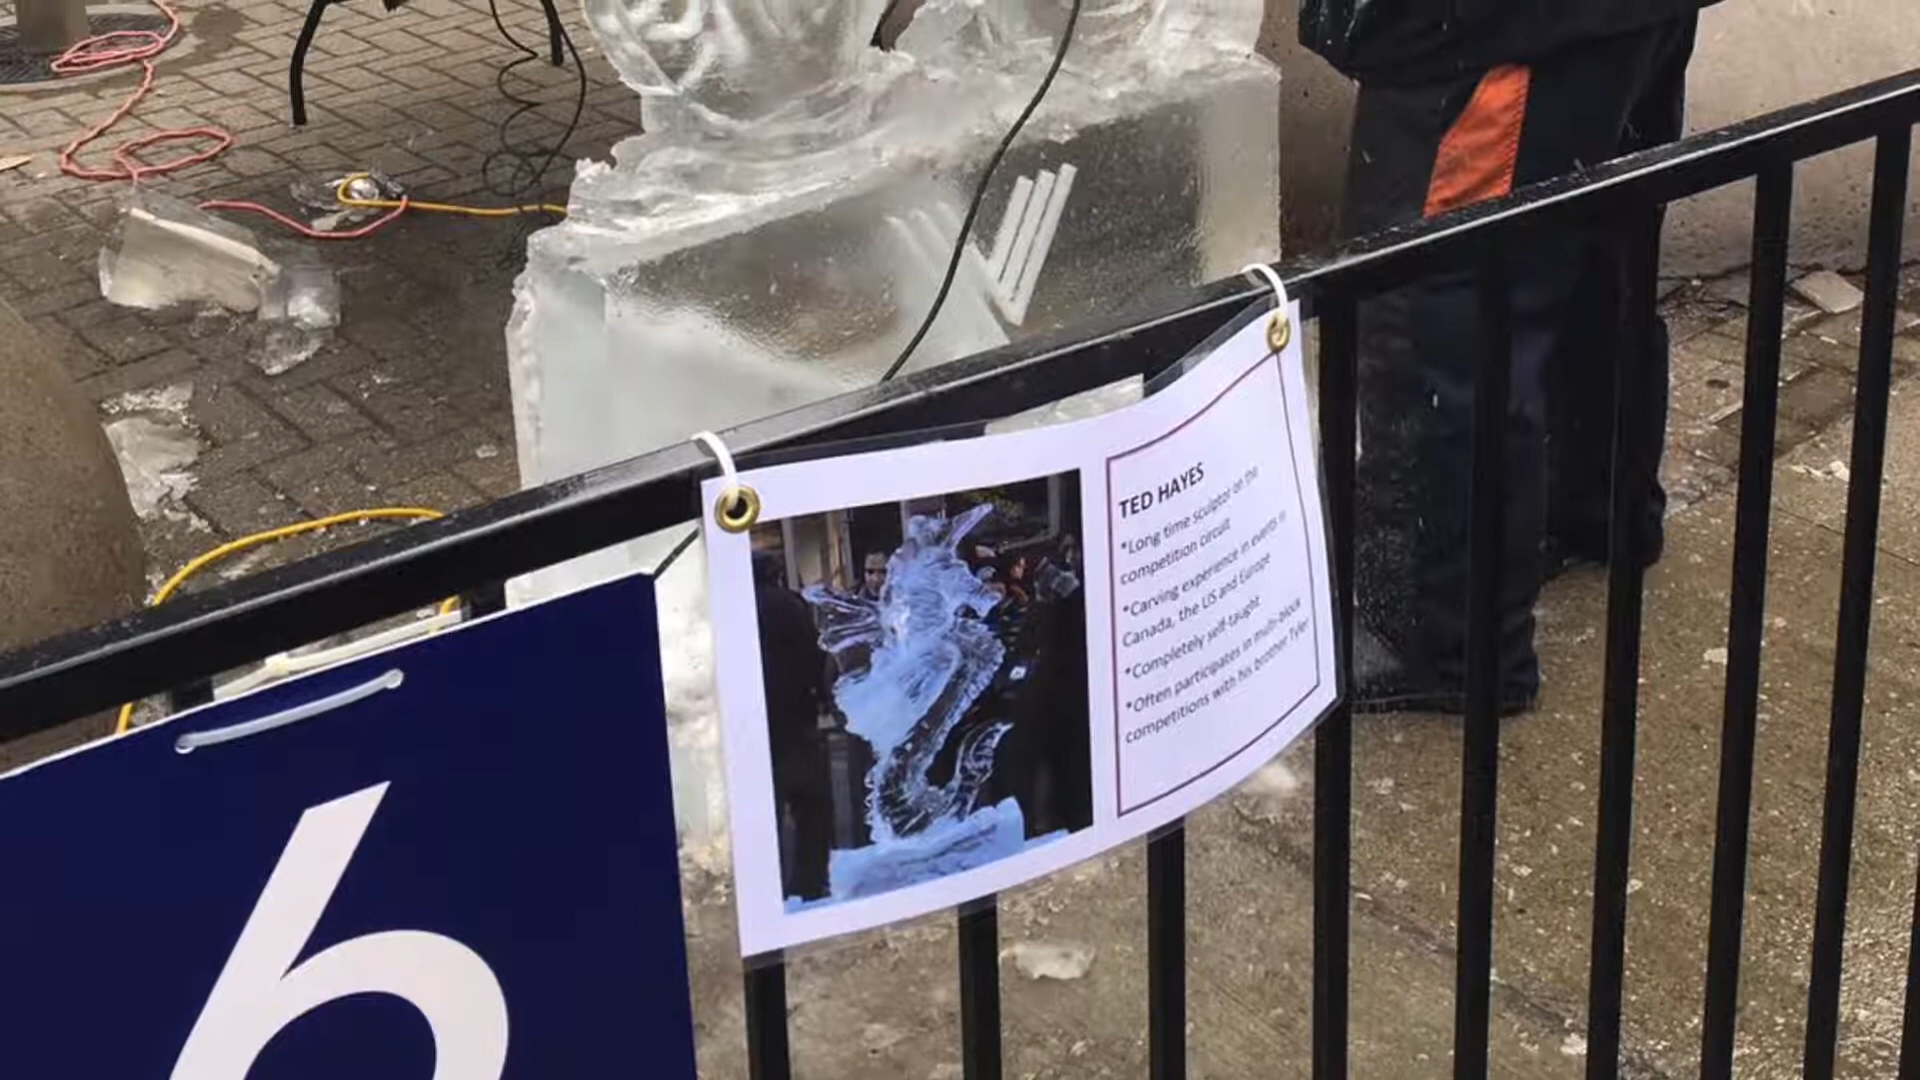 TED HAYES
*Long time sculptor on the
competition circuit
*Carving experience in events in
Canada, the US and Europe
*Completely self-taught
*Often participates in multi-block
competitions with his brother Tyler
6